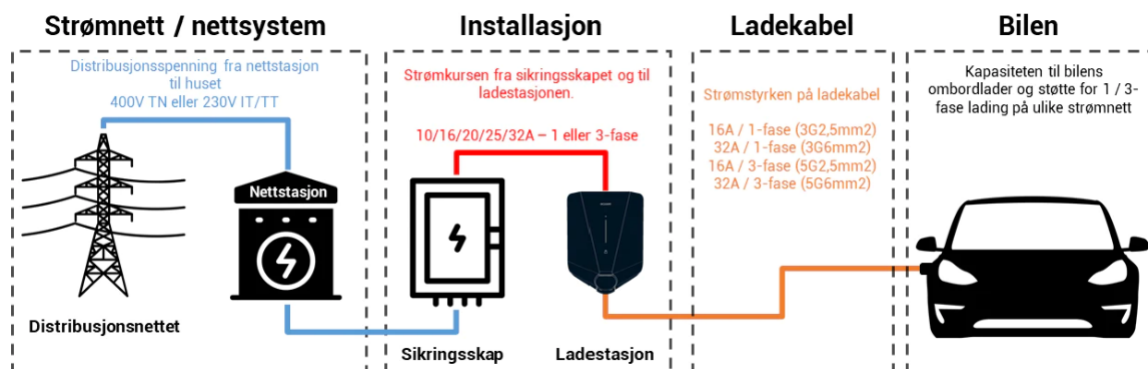 Strømnett / nettsystem
Distribusjonsspenning fra nettstasjon
til huset
400V TN eller 230V IT/TT
Nettstasjon
Distribusjonsnettet
Installasjon
Strømkursen fra sikringsskapet og til
ladestasjonen.
10/16/20/25/32A – 1 eller 3-fase
Sikringsskap
Ladestasjon
Ladekabel
Strømstyrken på ladekabel
16A / 1-fase (3G2,5mm2)
32A / 1-fase (3G6mm2)
16A / 3-fase (5G2,5mm2)
32A / 3-fase (5G6mm2)
Bilen
Kapasiteten til bilens
ombordlader og støtte for 1 / 3-
fase lading på ulike strømnett